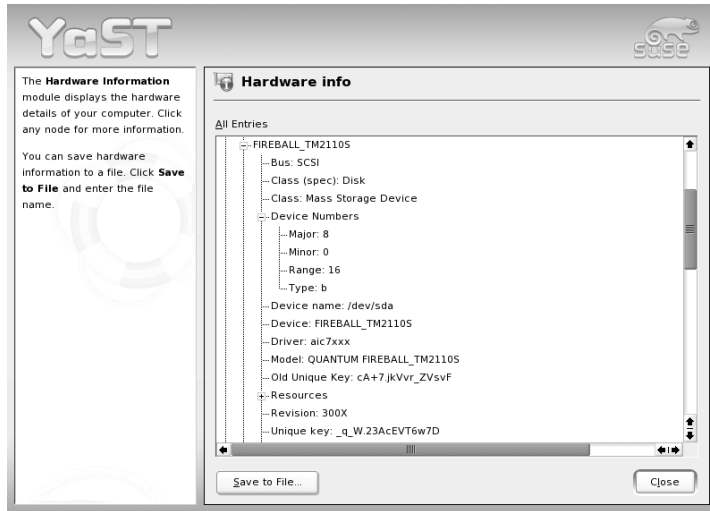 YaST
SUSE
The Hardware Information
module displays the hardware
details of your computer. Click
any node for more information.
You can save hardware
information to a file. Click Save
to File and enter the file
name.
Hardware info
All Entries
FIREBALL_TM2110S
Bus: SCSI
Class (spec): Disk
Class: Mass Storage Device
Device Numbers
Major: 8
Minor: 0
Range: 16
Type: b
Device name: /dev/sda
Device: FIREBALL_TM2110S
Driver: aic7xxx
Model: QUANTUM FIREBALL_TM2110S
Old Unique Key: cA+7.jkVvr_ZVsvF
Resources
Revision: 300X
Unique key: _q_W.23AcEVT6w7D
Save to File...
Close